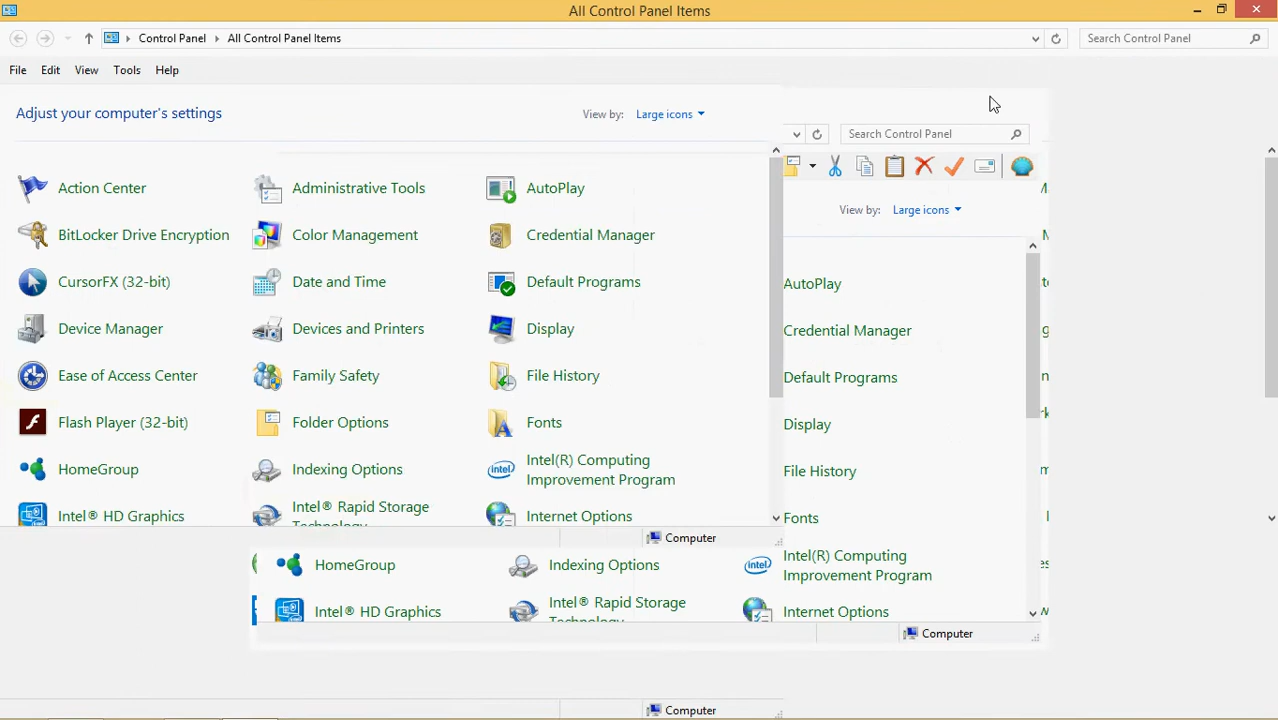 All Control Panel Items
Control Panel All Control Panel Items Search Control Panel
File Edit View Tools Help
Adjust your computer's settings View by: Large icons
Search Control Panel
View by: Large icons
Action Center Administrative Tools AutoPlay
BitLocker Drive Encryption Color Management Credential Manager
CursorFX (32-bit) Date and Time Default Programs
Device Manager Devices and Printers Display
Ease of Access Center Family Safety File History
Flash Player (32-bit) Folder Options Fonts
HomeGroup Indexing Options Intel(R) Computing
Improvement Program
Intel® HD Graphics Intel® Rapid Storage
Technology Internet Options
Computer
AutoPlay
Credential Manager
Default Programs
Display
File History
Fonts
HomeGroup Indexing Options Intel(R) Computing
Improvement Program
Intel® HD Graphics Intel® Rapid Storage
Internet Options
Computer
Computer